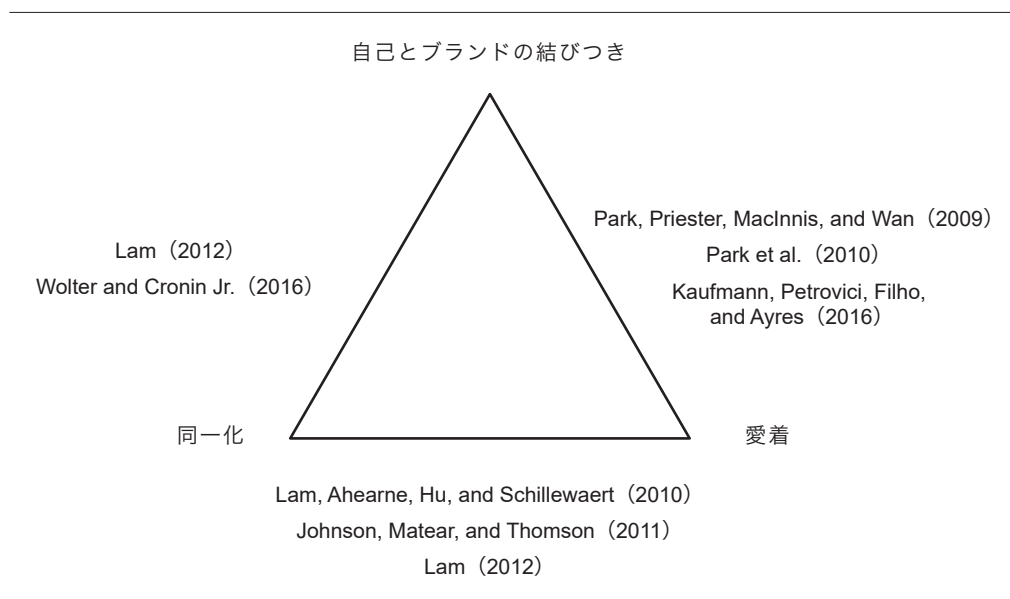 自己とブランドの結びつき
Lam（2012）
Wolter and Cronin Jr.（2016）
Park, Priester, MacInnis, and Wan（2009）
Park et al.（2010）
Kaufmann, Petrovici, Filho,
and Ayres（2016）
同一化
愛着
Lam, Ahearne, Hu, and Schillewaert（2010）
Johnson, Matear, and Thomson（2011）
Lam（2012）